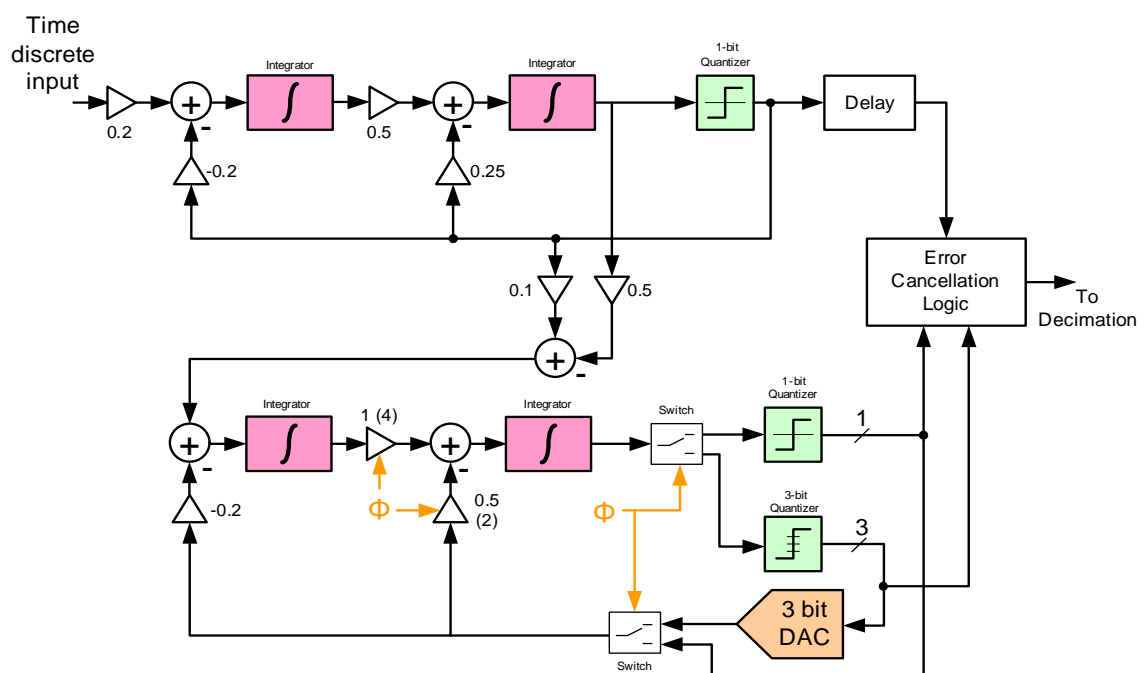 Time
discrete
input
0.2
+
-
-0.2
Integrator
∫
0.5
+
-
0.25
Integrator
∫
1-bit
Quantizer
Delay
0.1
0.5
+
-
Error
Cancellation
Logic
To
Decimation
+
-
-0.2
Integrator
∫
1 (4)
Φ
+
-
0.5
(2)
Integrator
∫
Switch
Φ
1-bit
Quantizer
1
3-bit
Quantizer
3
3 bit
DAC
Switch